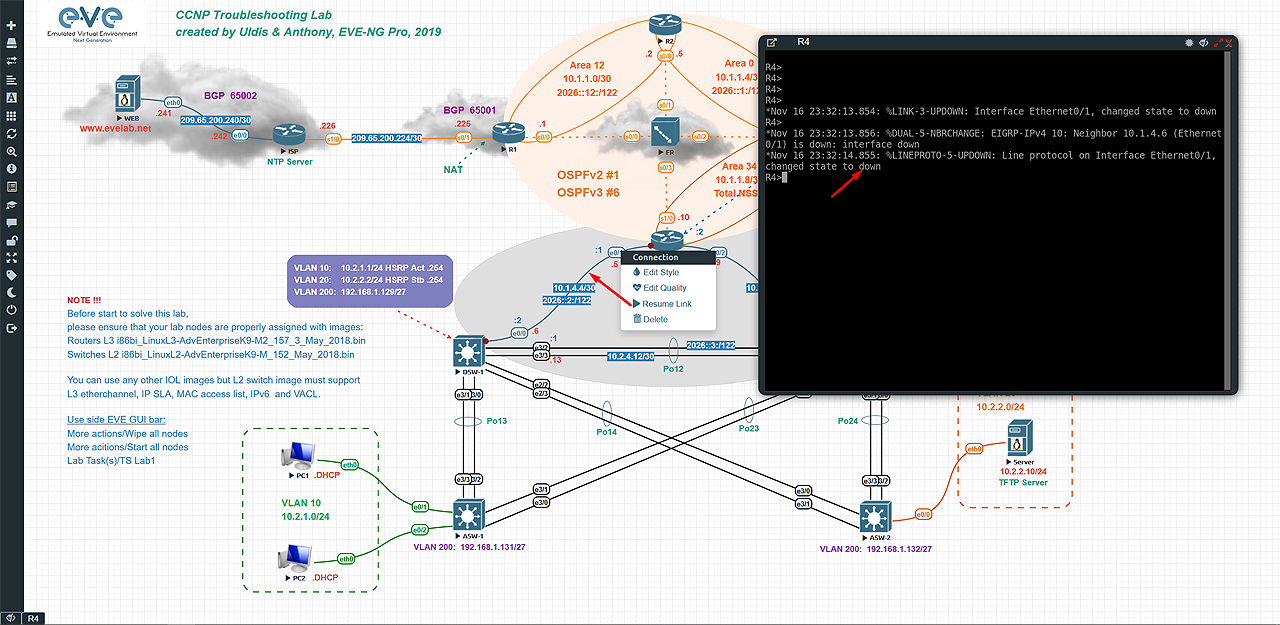 EVE
Emulated Virtual Environment
Next Generation
CCNP Troubleshooting Lab
created by Uldis & Anthony, EVE-NG Pro, 2019
WEB
www.evelab.net
eth0
BGP 65002
209.65.200.240/30
.242
e0/0
ISP
NTP Server
.226
s1/0
209.65.200.224/30
BGP 65001
.225
s0/1
R1
.1
s0/0
NAT
Area 12
10.1.1.0/30
2026::12:/122
R2
.2
s0/0
.5
Area 0
10.1.1.4/3
2026::1:/1
s0/1
s0/0
s0/2
FR
s0/3
OSPFv2 #1
OSPFv3 #6
Area 34
10.1.1.8/3
Total NSS
s1/0
.10
:2
:1
e0/
.5
0/2
9
Connection
Edit Style
Edit Quality
Resume Link
Delete
10.1.4.4/30
2026::2:/122
10.
:2
e0/0
.6
VLAN 10: 10.2.1.1/24 HSRP Act .254
VLAN 20: 10.2.2.2/24 HSRP Stb .254
VLAN 200: 192.168.1.129/27
NOTE !!!
Before start to solve this lab,
please ensure that your lab nodes are properly assigned with images:
Routers L3 i86bi_LinuxL3-AdvEnterpriseK9-M2_157_3_May_2018.bin
Switches L2 i86bi_LinuxL2-AdvEnterpriseK9-M_152_May_2018.bin
You can use any other IOL images but L2 switch image must support
L3 etherchannel, IP SLA, MAC access list, IPv6 and VACL.
Use side EVE GUI bar:
More actions/Wipe all nodes
More acitions/Start all nodes
Lab Task(s)/TS Lab1
DSW-1
:1
e3/2
e3/3
.13
10.2.4.12/30
2026::3:/122
Po12
e2/2
e2/3
e3/1
3/0
Po13
Po14
Po23
Po24
e3/1
3/0
10.2.2.0/24
eth0
Server
10.2.2.10/24
TFTP Server
PC1
.DHCP
eth0
VLAN 10
10.2.1.0/24
PC2
.DHCP
eth0
e0/1
e0/2
e3/3
3/2
e3/1
e3/0
ASW-1
VLAN 200: 192.168.1.131/27
e3/0
e3/1
e3/3
3/2
e0/0
ASW-2
VLAN 200: 192.168.1.132/27
R4
R4>
R4>
R4>
R4>
*Nov 16 23:32:13.854: %LINK-3-UPDOWN: Interface Ethernet0/1, changed state to down
R4>
*Nov 16 23:32:13.856: %DUAL-5-NBRCHANGE: EIGRP-IPv4 10: Neighbor 10.1.4.6 (Ethernet
0/1) is down: interface down
*Nov 16 23:32:14.855: %LINEPROTO-5-UPDOWN: Line protocol on Interface Ethernet0/1,
changed state to down
R4>
R4